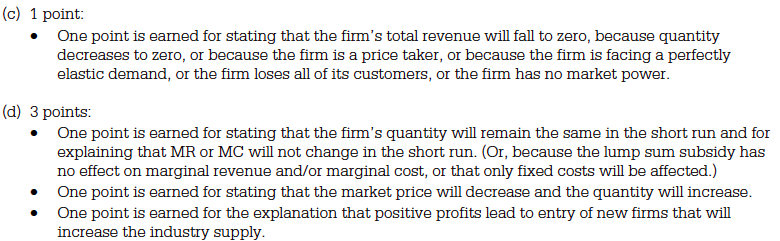 (c) 1 point:
• One point is earned for stating that the firm's total revenue will fall to zero, because quantity
decreases to zero, or because the firm is a price taker, or because the firm is facing a perfectly
elastic demand, or the firm loses all of its customers, or the firm has no market power.
(d) 3 points:
• One point is earned for stating that the firm's quantity will remain the same in the short run and for
explaining that MR or MC will not change in the short run. (Or, because the lump sum subsidy has
no effect on marginal revenue and/or marginal cost, or that only fixed costs will be affected.)
• One point is earned for stating that the market price will decrease and the quantity will increase.
• One point is earned for the explanation that positive profits lead to entry of new firms that will
increase the industry supply.